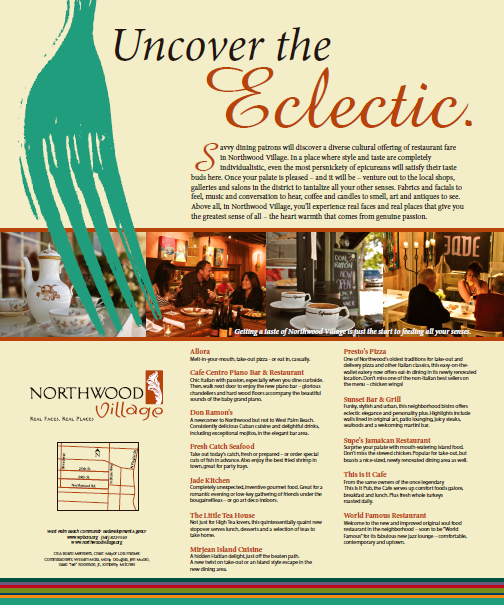 Uncover the
Eclectic.
Savvy dining patrons will discover a diverse cultural offering of restaurant fare
in Northwood Village. In a place where style and taste are completely
individualistic, even the most persnickety of epicureans will satisfy their taste
buds here. Once your palate is pleased – and it will be – venture out to the local shops,
galleries and salons in the district to tantalize all your other senses. Fabrics and facials to
feel, music and conversation to hear, coffee and candles to smell, art and antiques to see.
Above all, in Northwood Village, you'll experience real faces and real places that give you
the greatest sense of all – the heart warmth that comes from genuine passion.
JADE
Getting a taste of Northwood Village is just the start to feeding all your senses.
NORTHWOOD
Village
REAL FACES. REAL PLACES.
West Palm Beach Community Redevelopment Agency
www.northwoodvillage.org
Allora
Melt-in-your-mouth, take-out pizza - or eat in, casually.
Cafe Centro Piano Bar & Restaurant
Chic Italian with passion, especially when you dine curbside.
Then, walk next door to enjoy the new piano bar – glorious
chandeliers and hard wood floors accompany the beautiful
sounds of the baby grand piano.
Don Ramon's
A newcomer to Northwood but not to West Palm Beach.
Consistently delicious Cuban cuisine and delightful drinks,
including exceptional mojitos, in the elegant bar area.
Fresh Catch Seafood
Take out today's catch, fresh or prepared – or order special
cuts of fish in advance. Also enjoy the best fried shrimp in
town, great for party trays.
Jade Kitchen
Completely unexpected, inventive gourmet food. Great for a
romantic evening or low-key gathering of friends under the
bougainvilleas – or go art deco indoors.
The Little Tea House
Not just for High Tea lovers, this quintessentially quaint new
stopover serves lunch, desserts and a selection of teas to
take home.
Mirjean Island Cuisine
A hidden Haitian delight, just off the beaten path.
A new twist on take-out or an island style escape in the
new dining area.
Presto's Pizza
One of Northwood's oldest traditions for take-out and
delivery pizza and other Italian classics, this easy-on-the-
wallet eatery now offers eat-in dining in its newly renovated
location. Don't miss one of the non-Italian best sellers on
the menu – chicken wings!
Sunset Bar & Grill
Funky, stylish and urban, this neighborhood bistro offers
eclectic elegance and personality plus. Highlights include
walls lined in original art, patio lounging, juicy steaks,
seafoods and a welcoming martini bar.
Supe's Jamaican Restaurant
Surprise your palate with mouth-watering island food.
Don't miss the stewed chicken. Popular for take-out, but
boasts a nice-sized, newly renovated dining area as well.
This is it Cafe
From the same owners of the once legendary
This Is It Pub, the Cafe serves up comfort foods galore,
breakfast and lunch. Plus fresh whole turkeys
roasted daily.
World Famous Restaurant
Welcome to the new and improved original soul food
restaurant in the neighborhood – soon to be "World
Famous" for its fabulous new jazz lounge – comfortable,
contemporary and uptown.